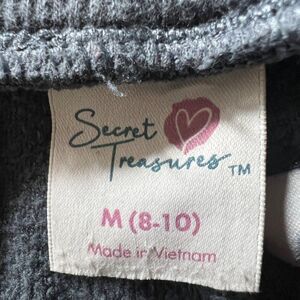 Secret
Treasures™
M (8-10)
Made in Vietnam